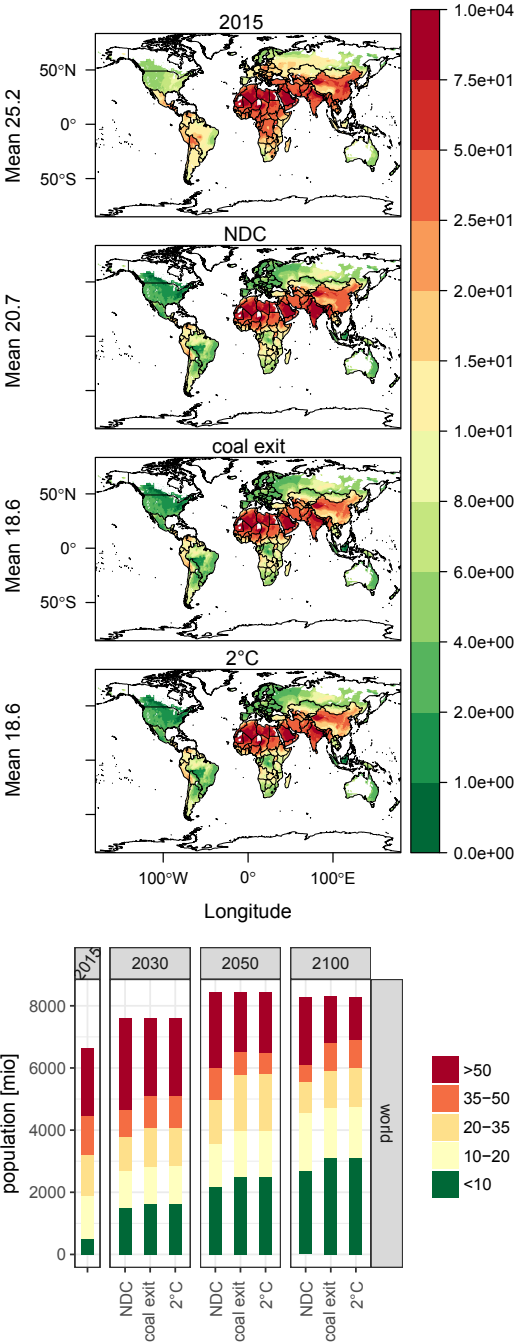 2015
50°N
0°
50°S
Mean 25.2
NDC
Mean 20.7
coal exit
50°N
0°
50°S
Mean 18.6
2°C
Mean 18.6
100°W 0° 100°E
Longitude
1.0e+04
7.5e+01
5.0e+01
2.5e+01
2.0e+01
1.5e+01
1.0e+01
8.0e+00
6.0e+00
4.0e+00
2.0e+00
1.0e+00
0.0e+00
2015 2030 2050 2100
population [mio]
8000
6000
4000
2000
0
world
NDC coal exit 2°C NDC coal exit 2°C NDC coal exit 2°C
>50
35−50
20−35
10−20
<10